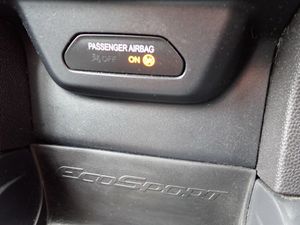 PASSENGER AIRBAG
OFF ON
ECOSPORT